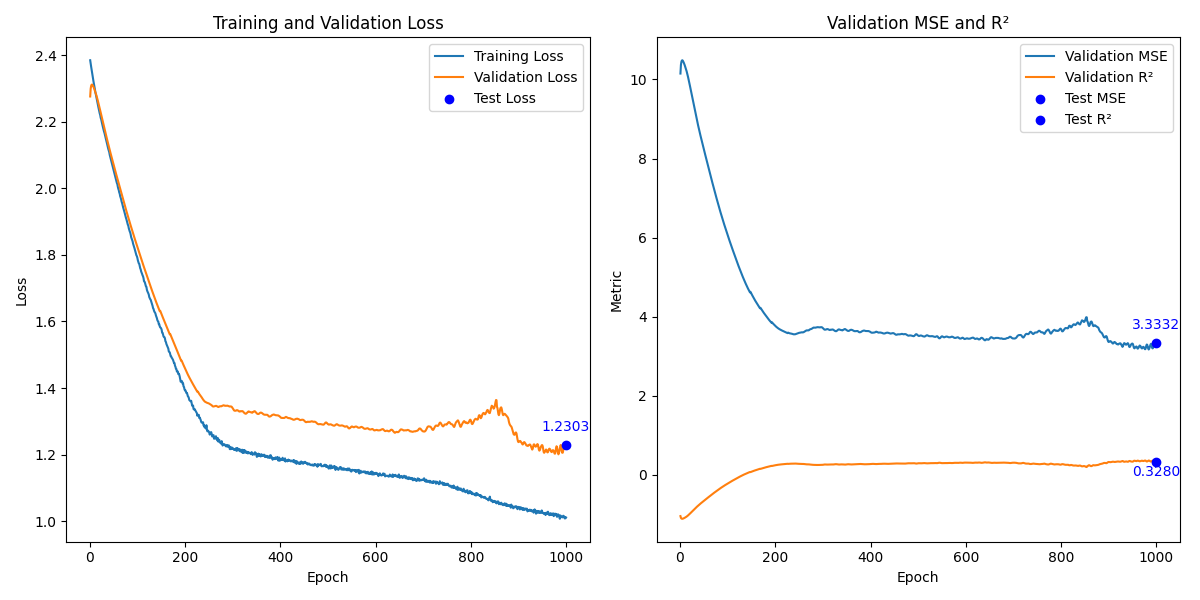 Training and Validation Loss
Loss
2.4
2.2
2.0
1.8
1.6
1.4
1.2
1.0
Training Loss
Validation Loss
Test Loss
1.2303
0
200
400
600
800
1000
Epoch
Validation MSE and R²
Metric
10
8
6
4
2
0
Validation MSE
Validation R²
Test MSE
Test R²
3.3332
0.3280
0
200
400
600
800
1000
Epoch